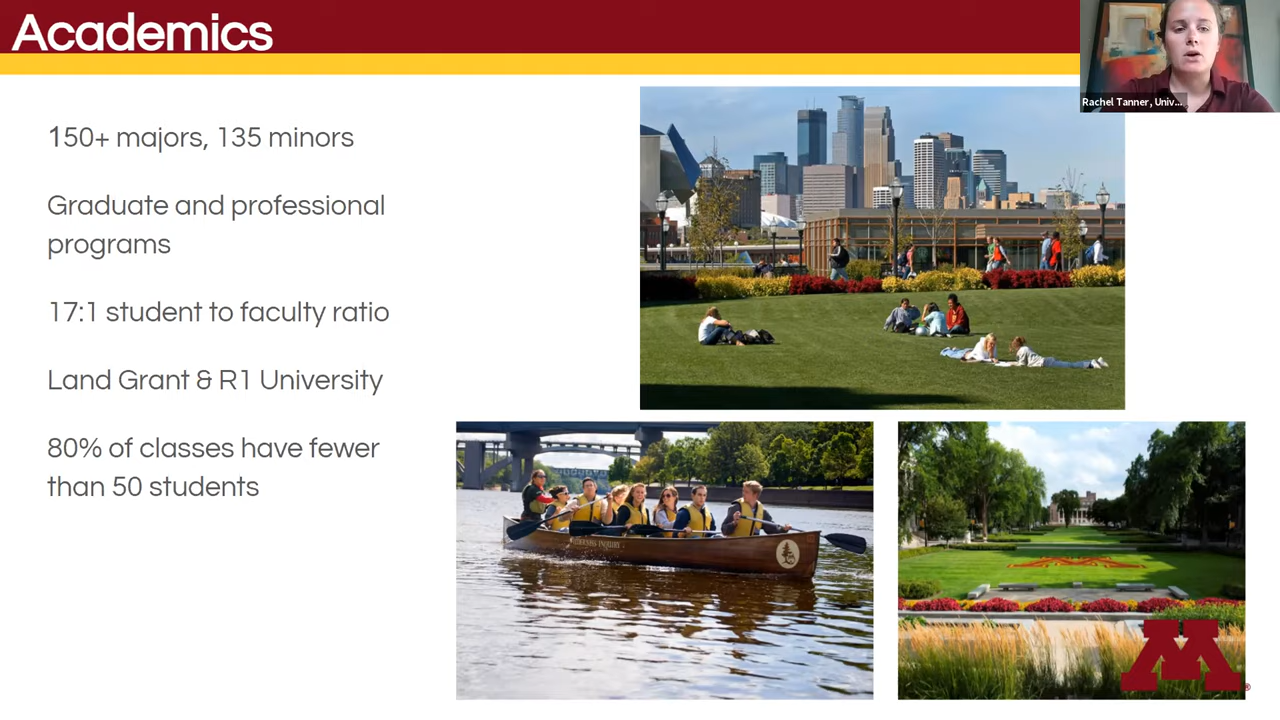 Academics
Rachel Tanner, Univ...
150+ majors, 135 minors
Graduate and professional
programs
17:1 student to faculty ratio
Land Grant & R1 University
80% of classes have fewer
than 50 students
M